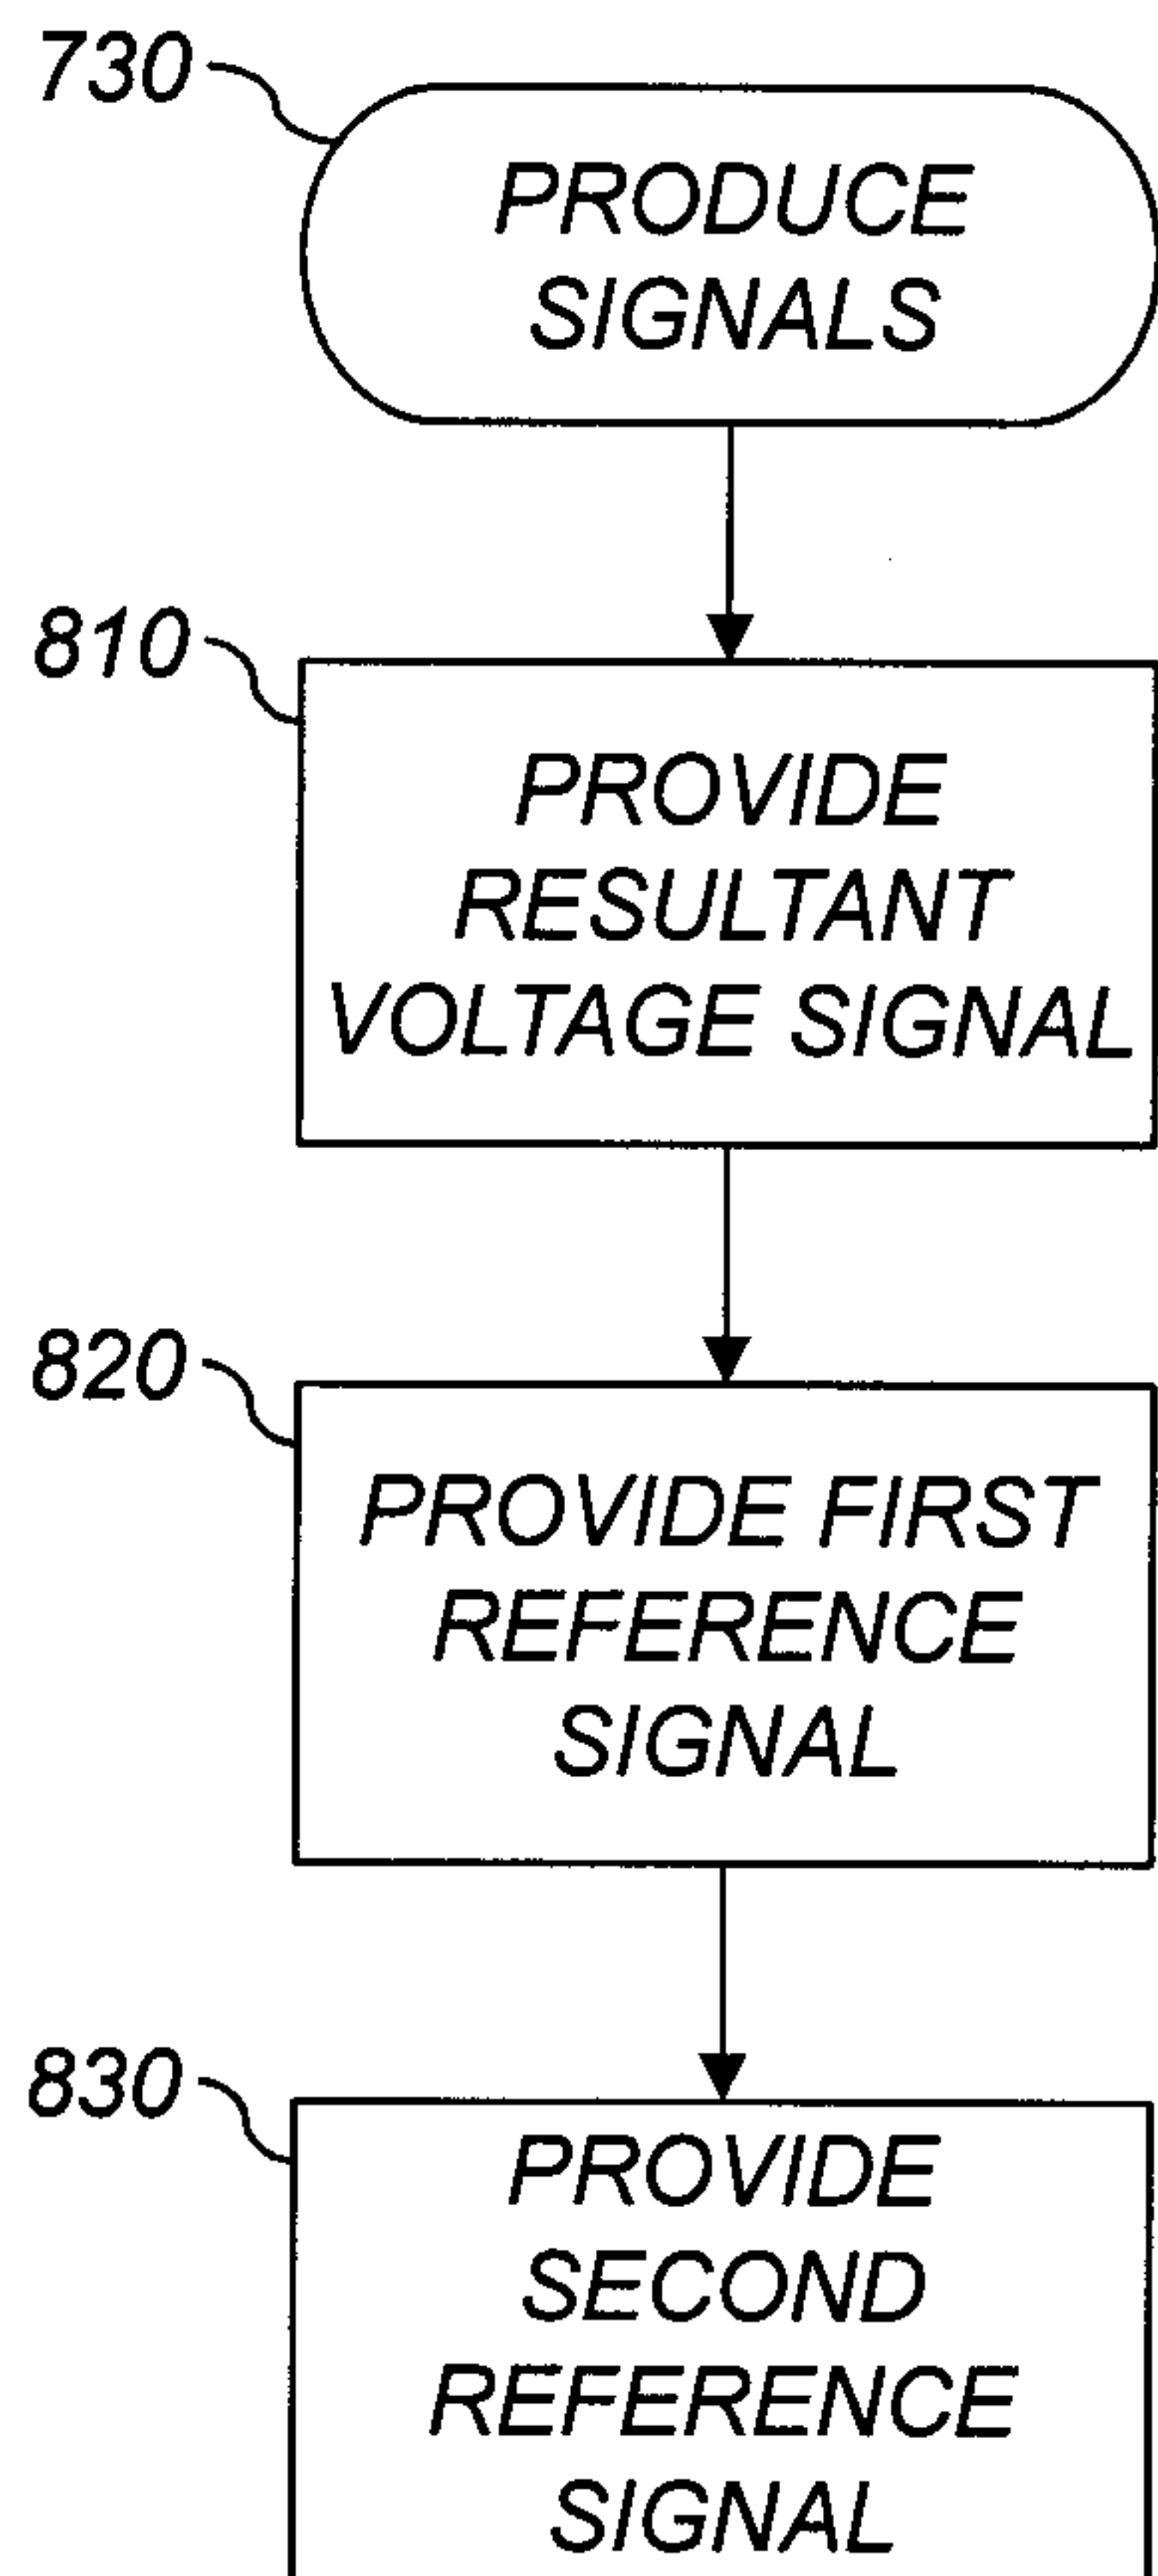 730
PRODUCE
SIGNALS
810
PROVIDE
RESULTANT
VOLTAGE SIGNAL
820
PROVIDE FIRST
REFERENCE
SIGNAL
830
PROVIDE
SECOND
REFERENCE
SIGNAL